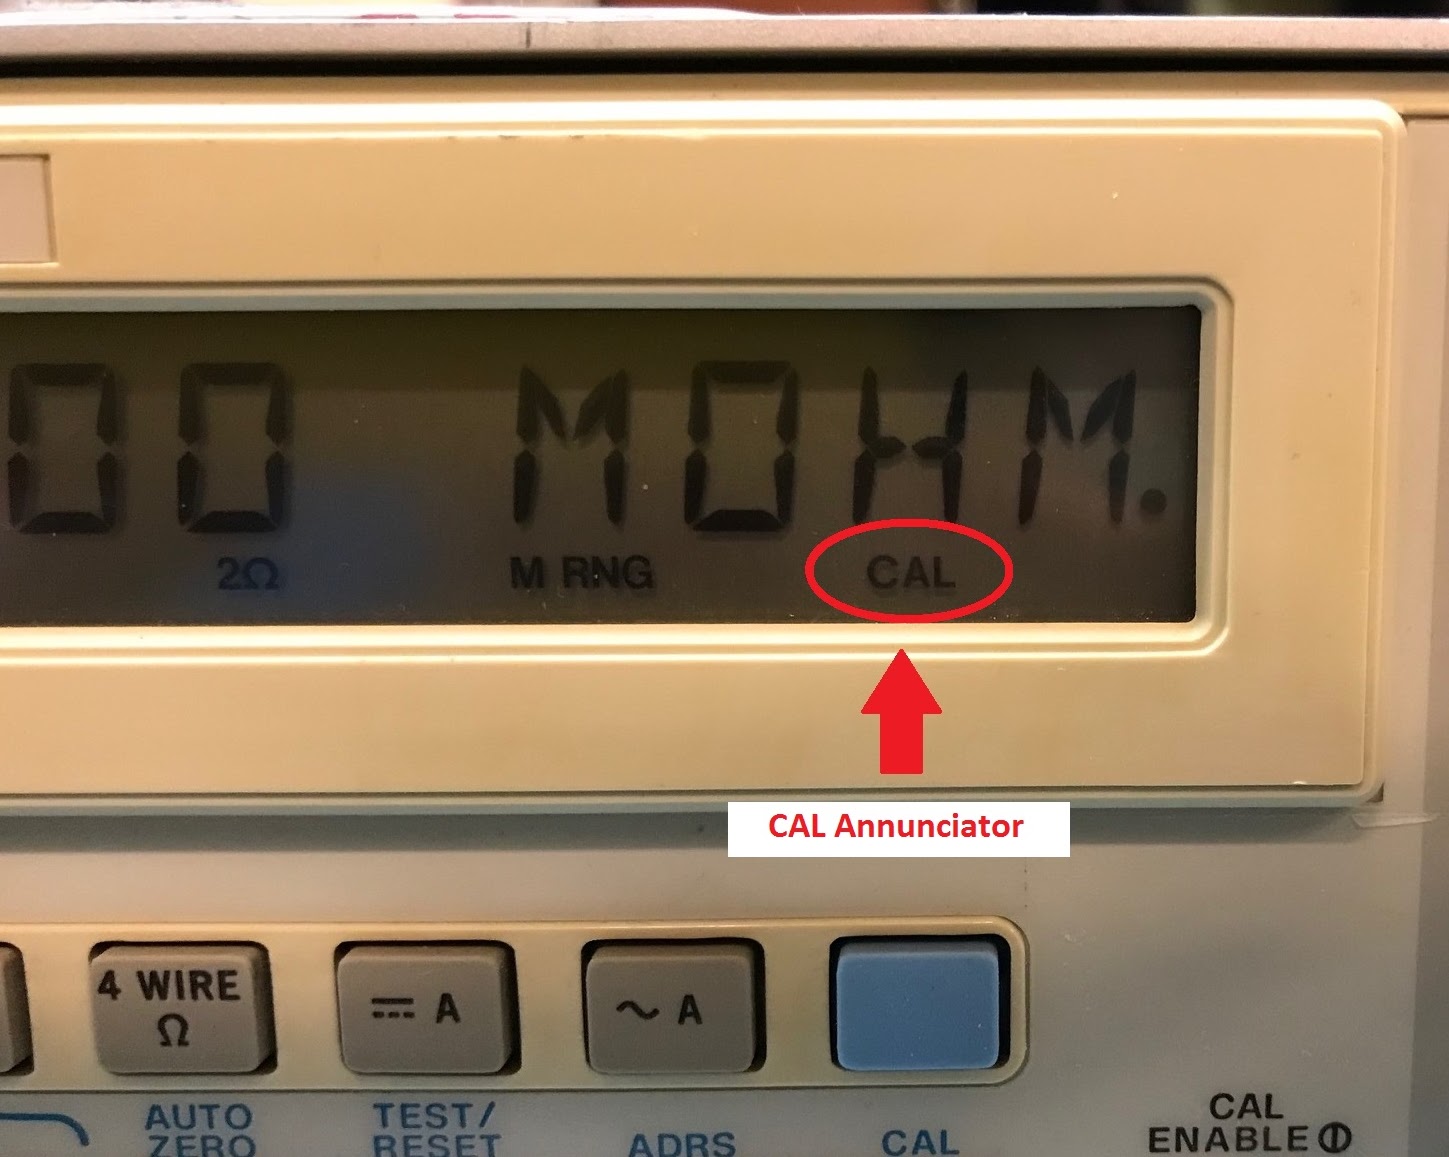 00 MOHM.
2Ω M RNG CAL
CAL Annunciator
4 WIRE
Ω
⎓ A
~ A
AUTO
ZERO
TEST/
RESET
ADRS
CAL
CAL
ENABLE